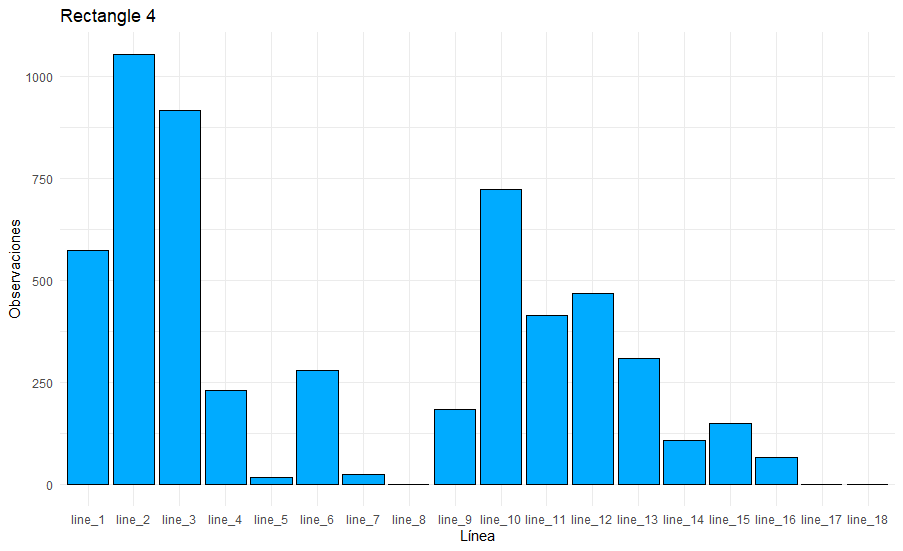 Rectangle 4
1000
750
500
250
0
Observaciones
line_1 line_2 line_3 line_4 line_5 line_6 line_7 line_8 line_9 line_10 line_11 line_12 line_13 line_14 line_15 line_16 line_17 line_18
Línea